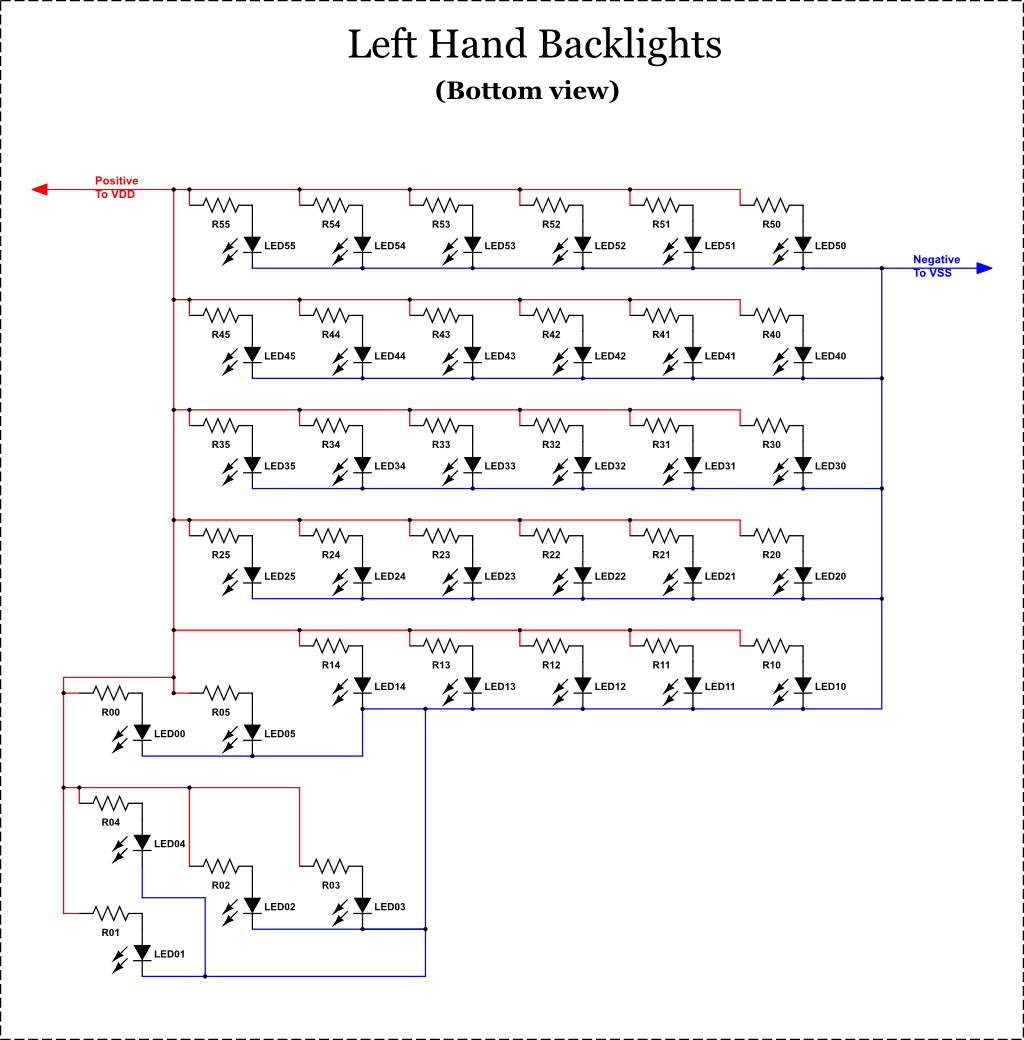 Left Hand Backlights
(Bottom view)
Positive
To VDD
R55 R54 R53 R52 R51 R50
LED55 LED54 LED53 LED52 LED51 LED50
Negative
To VSS
R45 R44 R43 R42 R41 R40
LED45 LED44 LED43 LED42 LED41 LED40
R35 R34 R33 R32 R31 R30
LED35 LED34 LED33 LED32 LED31 LED30
R25 R24 R23 R22 R21 R20
LED25 LED24 LED23 LED22 LED21 LED20
R14 R13 R12 R11 R10
LED14 LED13 LED12 LED11 LED10
R00 R05
LED00 LED05
R04
LED04
R02 R03
LED02 LED03
R01
LED01